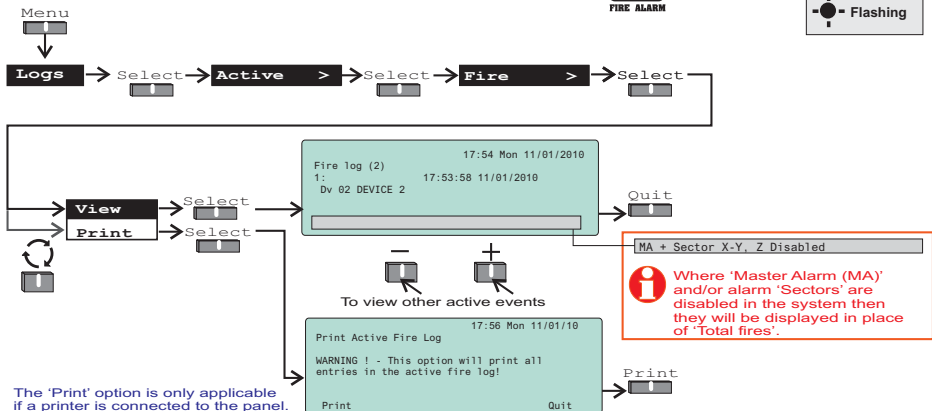 FIRE ALARM
Flashing
Menu
Logs
Select
Active >
Select
Fire >
Select
17:54 Mon 11/01/2010
Fire log (2)
1: 17:53:58 11/01/2010
Dv 02 DEVICE 2
View
Select
Print
Select
Quit
MA + Sector X-Y, Z Disabled
Where 'Master Alarm (MA)'
and/or alarm 'Sectors' are
disabled in the system then
they will be displayed in place
of 'Total fires'.
− +
To view other active events
17:56 Mon 11/01/10
Print Active Fire Log
WARNING ! - This option will print all
entries in the active fire log!
Print Quit
Print
The 'Print' option is only applicable
if a printer is connected to the panel.